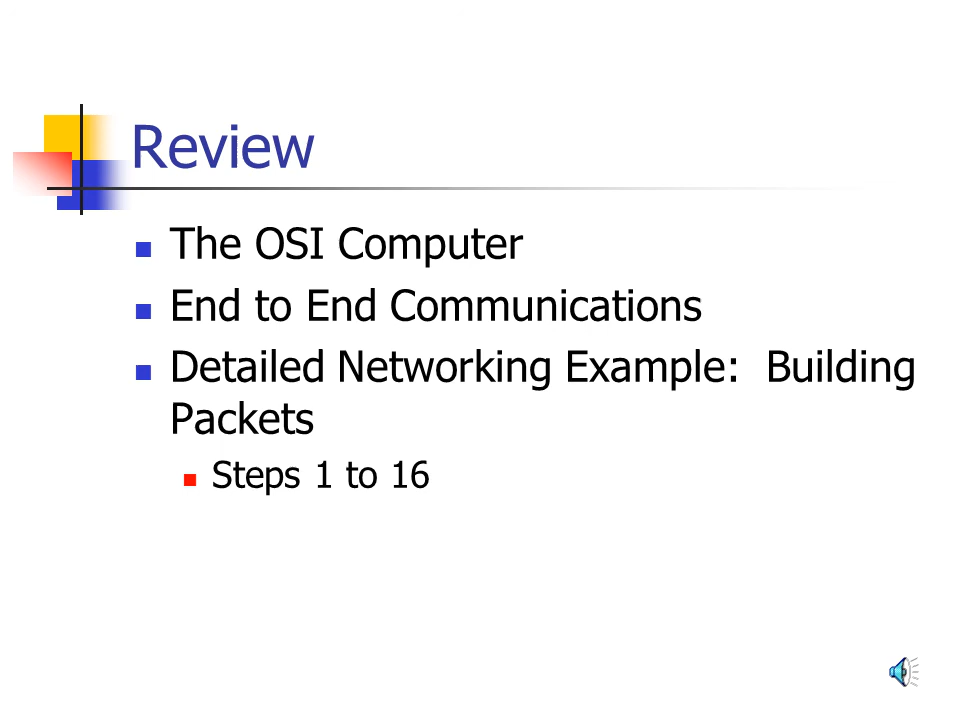 Review
The OSI Computer
End to End Communications
Detailed Networking Example:  Building
Packets
Steps 1 to 16